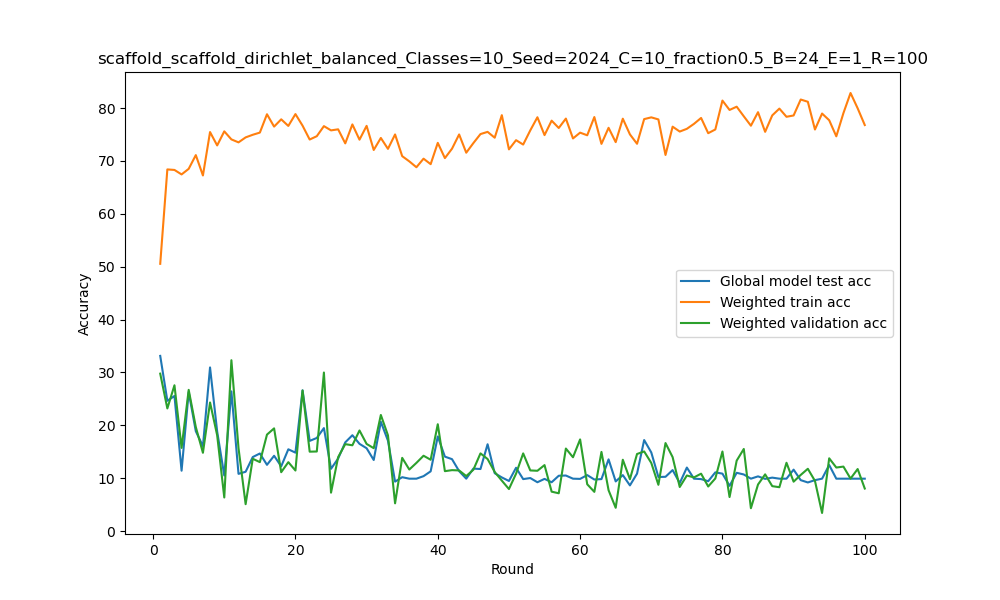 scaffold_scaffold_dirichlet_balanced_Classes=10_Seed=2024_C=10_fraction0.5_B=24_E=1_R=100
Accuracy
80
70
60
50
40
30
20
10
0
Global model test acc
Weighted train acc
Weighted validation acc
0 20 40 60 80 100
Round